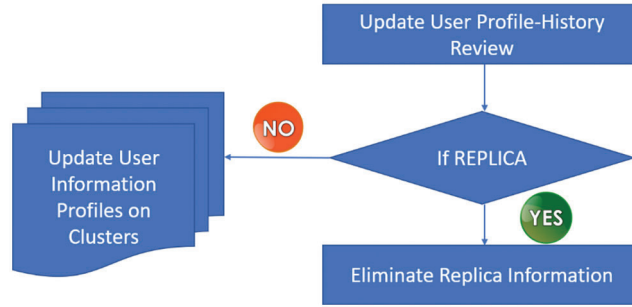 Update User Profile-History
Review
NO
If REPLICA
Update User
Information
Profiles on
Clusters
YES
Eliminate Replica Information